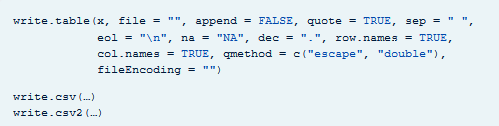 write.table(x, file = "", append = FALSE, quote = TRUE, sep = " ",
            eol = "\n", na = "NA", dec = ".", row.names = TRUE,
            col.names = TRUE, qmethod = c("escape", "double"),
            fileEncoding = "")
write.csv(…)
write.csv2(…)